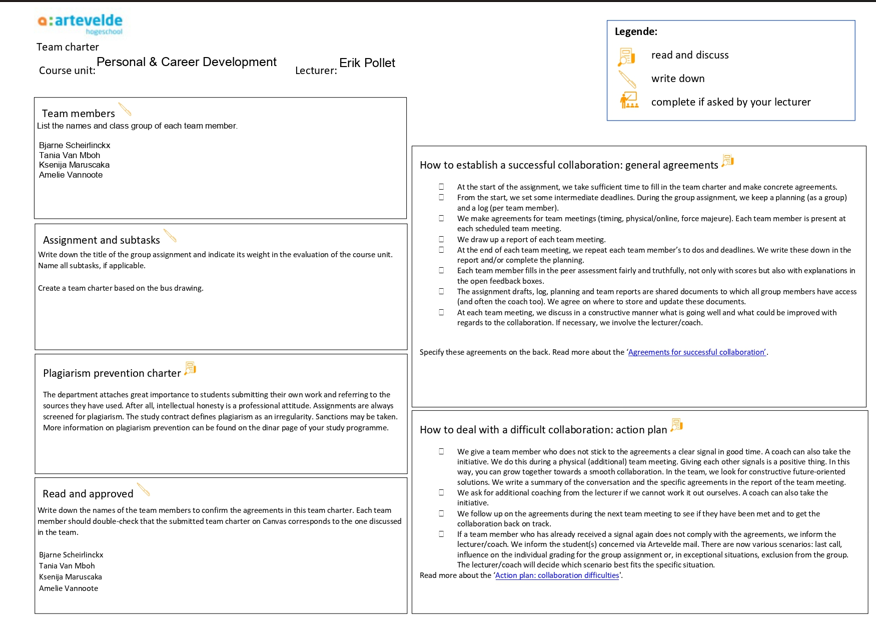 a:artevelde
hogeschool
Team charter
Course unit: Personal & Career Development Lecturer: Erik Pollet
Legende:
read and discuss
write down
complete if asked by your lecturer
Team members
List the names and class group of each team member.
Bjarne Scheirlinckx
Tania Van Mboh
Ksenija Maruscaka
Amelie Vannoote
Assignment and subtasks
Write down the title of the group assignment and indicate its weight in the evaluation of the course unit.
Name all subtasks, if applicable.
Create a team charter based on the bus drawing.
Plagiarism prevention charter
The department attaches great importance to students submitting their own work and referring to the
sources they have used. After all, intellectual honesty is a professional attitude. Assignments are always
screened for plagiarism. The study contract defines plagiarism as an irregularity. Sanctions may be taken.
More information on plagiarism prevention can be found on the dinar page of your study programme.
Read and approved
Write down the names of the team members to confirm the agreements in this team charter. Each team
member should double-check that the submitted team charter on Canvas corresponds to the one discussed
in the team.
Bjarne Scheirlinckx
Tania Van Mboh
Ksenija Maruscaka
Amelie Vannoote
How to establish a successful collaboration: general agreements
☐ At the start of the assignment, we take sufficient time to fill in the team charter and make concrete agreements.
☐ From the start, we set some intermediate deadlines. During the group assignment, we keep a planning (as a group)
and a log (per team member).
☐ We make agreements for team meetings (timing, physical/online, force majeure). Each team member is present at
each scheduled team meeting.
☐ We draw up a report of each team meeting.
☐ At the end of each team meeting, we repeat each team member's to dos and deadlines. We write these down in the
report and/or complete the planning.
☐ Each team member fills in the peer assessment fairly and truthfully, not only with scores but also with explanations in
the open feedback boxes.
☐ The assignment drafts, log, planning and team reports are shared documents to which all group members have access
(and often the coach too). We agree on where to store and update these documents.
☐ At each team meeting, we discuss in a constructive manner what is going well and what could be improved with
regards to the collaboration. If necessary, we involve the lecturer/coach.
Specify these agreements on the back. Read more about the 'Agreements for successful collaboration'.
How to deal with a difficult collaboration: action plan
☐ We give a team member who does not stick to the agreements a clear signal in good time. A coach can also take the
initiative. We do this during a physical (additional) team meeting. Giving each other signals is a positive thing. In this
way, you can grow together towards a smooth collaboration. In the team, we look for constructive future-oriented
solutions. We write a summary of the conversation and the specific agreements in the report of the team meeting.
☐ We ask for additional coaching from the lecturer if we cannot work it out ourselves. A coach can also take the
initiative.
☐ We follow up on the agreements during the next team meeting to see if they have been met and to get the
collaboration back on track.
☐ If a team member who has already received a signal again does not comply with the agreements, we inform the
lecturer/coach. We inform the student(s) concerned via Artevelde mail. There are now various scenarios: last call,
influence on the individual grading for the group assignment or, in exceptional situations, exclusion from the group.
The lecturer/coach will decide which scenario best fits the specific situation.
Read more about the 'Action plan: collaboration difficulties'.